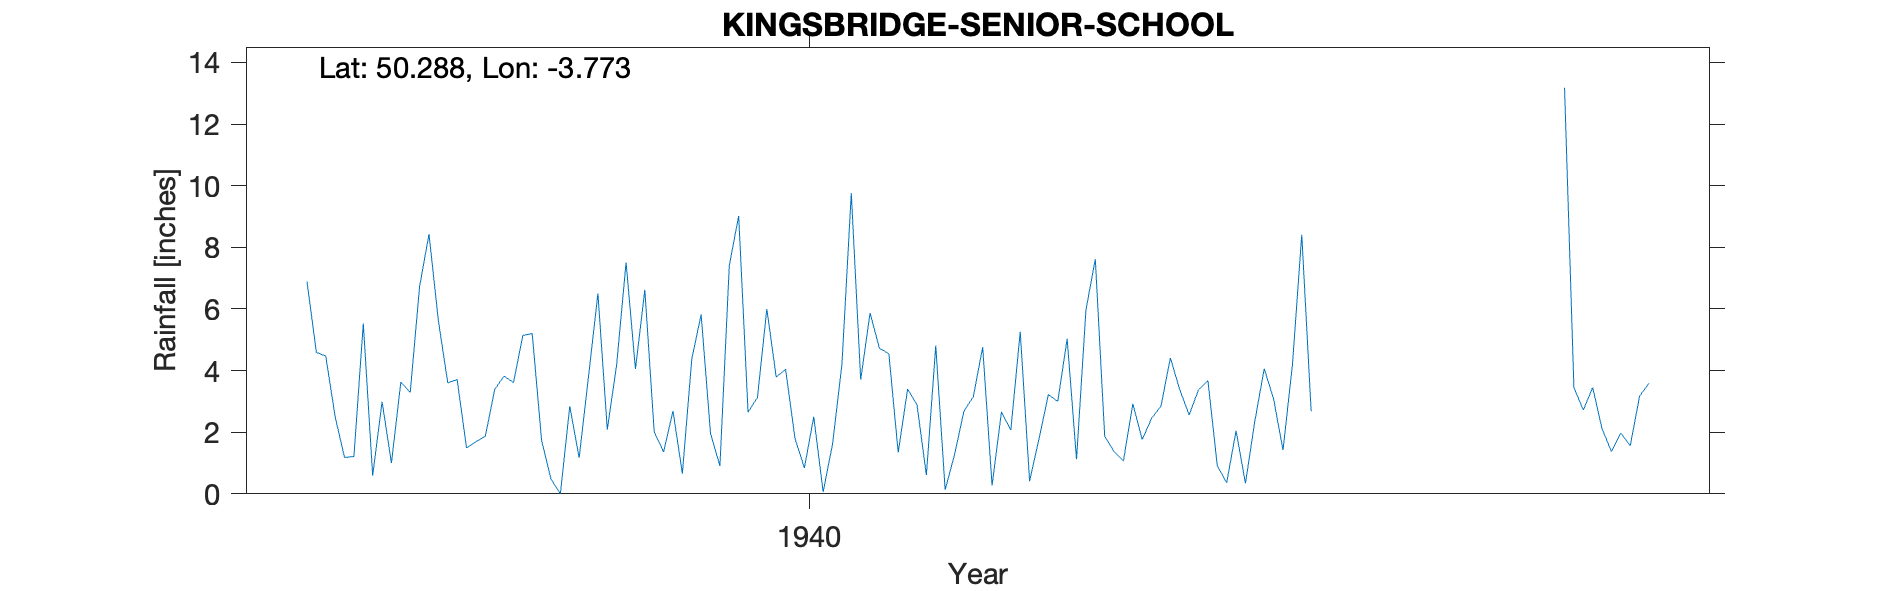 KINGSBRIDGE-SENIOR-SCHOOL
Lat: 50.288, Lon: -3.773
14
12
10
8
6
4
2
0
Rainfall [inches]
1940
Year